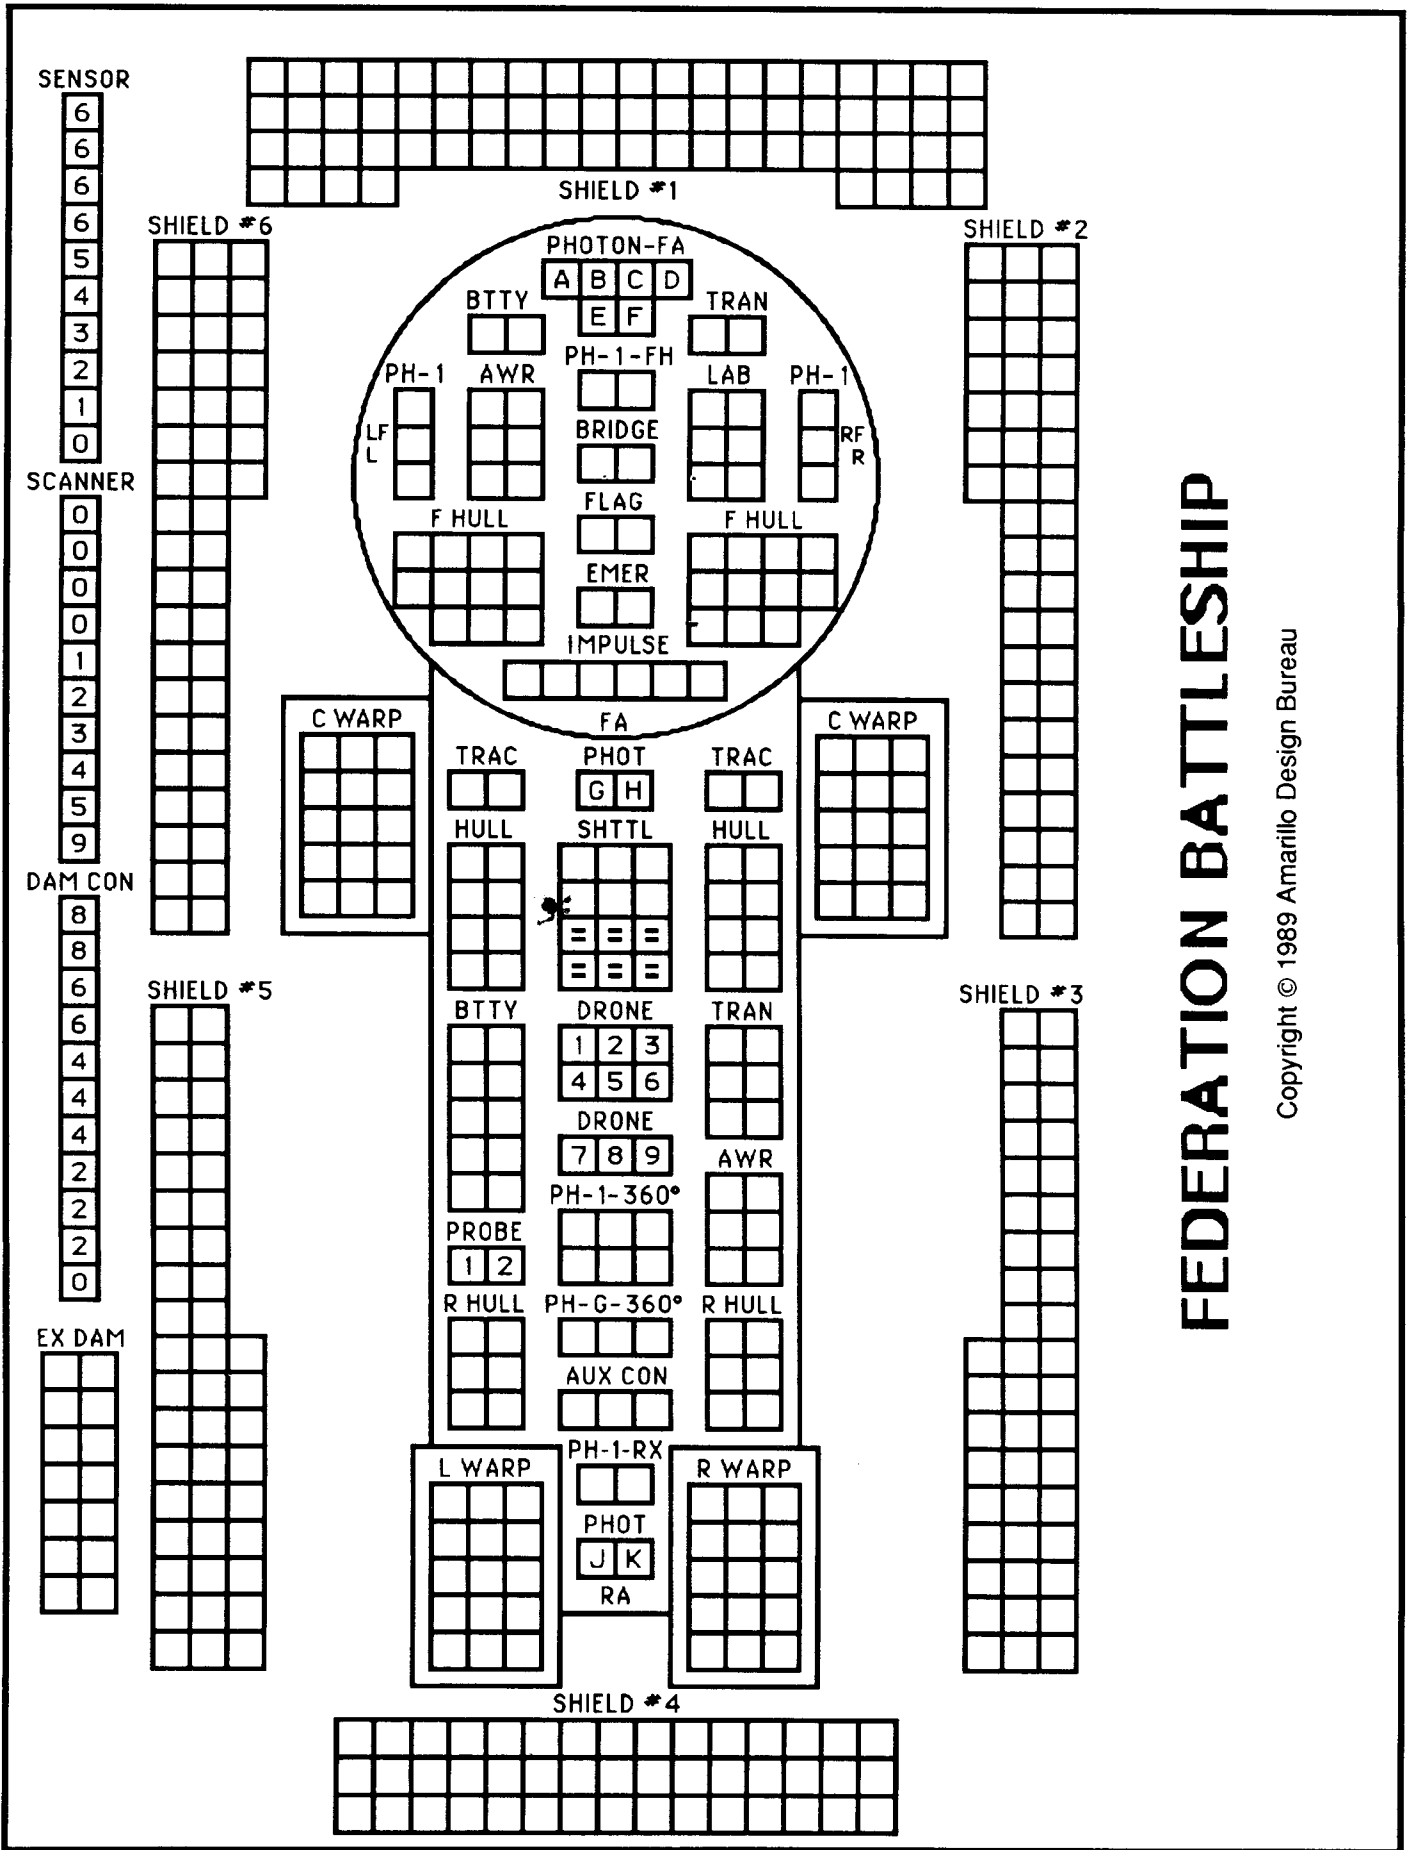 SENSOR
6
6
6
6
5
4
3
2
1
0
SCANNER
0
0
0
0
1
2
3
4
5
9
DAM CON
8
8
6
6
4
4
4
2
2
2
0
EX DAM
SHIELD #1
SHIELD #6
SHIELD #2
PHOTON-FA
A B C D
E F
BTTY
TRAN
PH-1-FH
PH-1
AWR
LAB
PH-1
LF
L
BRIDGE
RF
R
FLAG
F HULL
F HULL
EMER
IMPULSE
FA
C WARP
C WARP
TRAC
PHOT
TRAC
G H
HULL
SHTTL
HULL
= = =
= = =
SHIELD #5
SHIELD #3
BTTY
DRONE
TRAN
1 2 3
4 5 6
DRONE
7 8 9
AWR
PH-1-360°
PROBE
1 2
R HULL
PH-G-360°
R HULL
AUX CON
PH-1-RX
L WARP
R WARP
PHOT
J K
RA
SHIELD #4
FEDERATION BATTLESHIP
Copyright © 1989 Amarillo Design Bureau